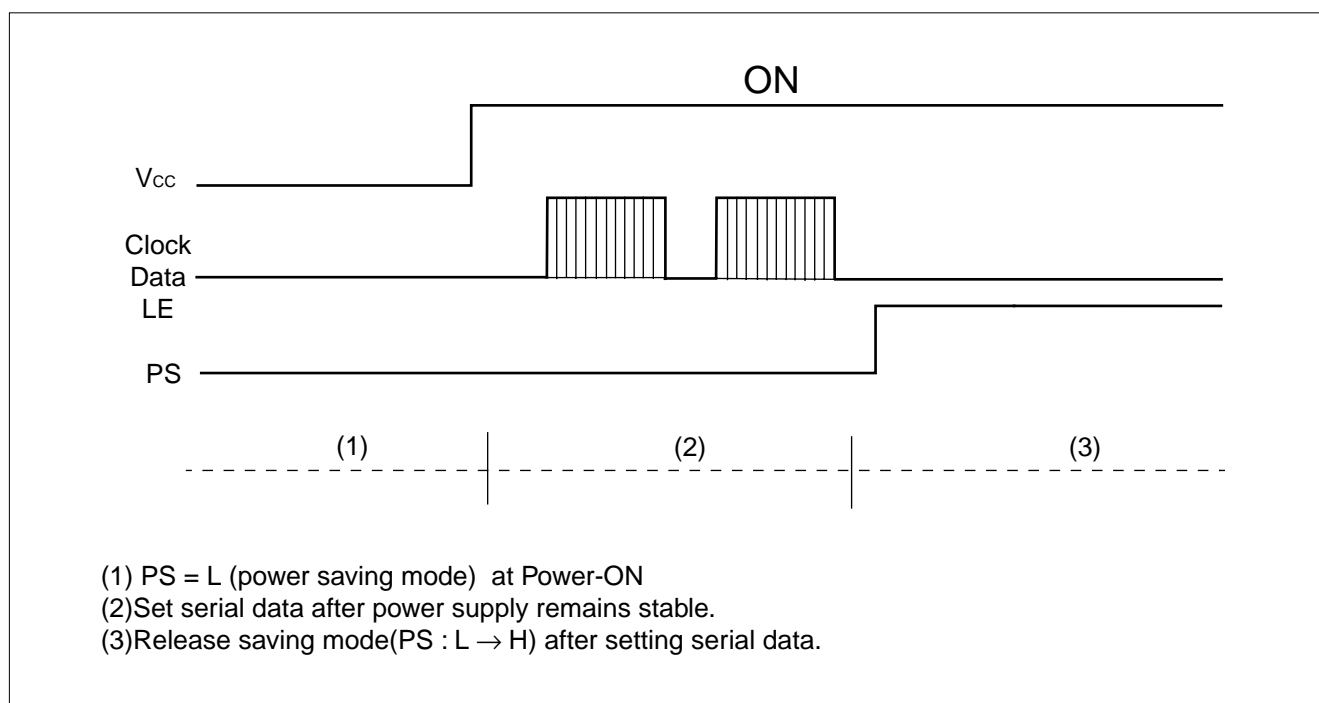 ON
Vcc
Clock
Data
LE
PS
(1) (2) (3)
(1) PS = L (power saving mode) at Power-ON
(2)Set serial data after power supply remains stable.
(3)Release saving mode(PS : L → H) after setting serial data.